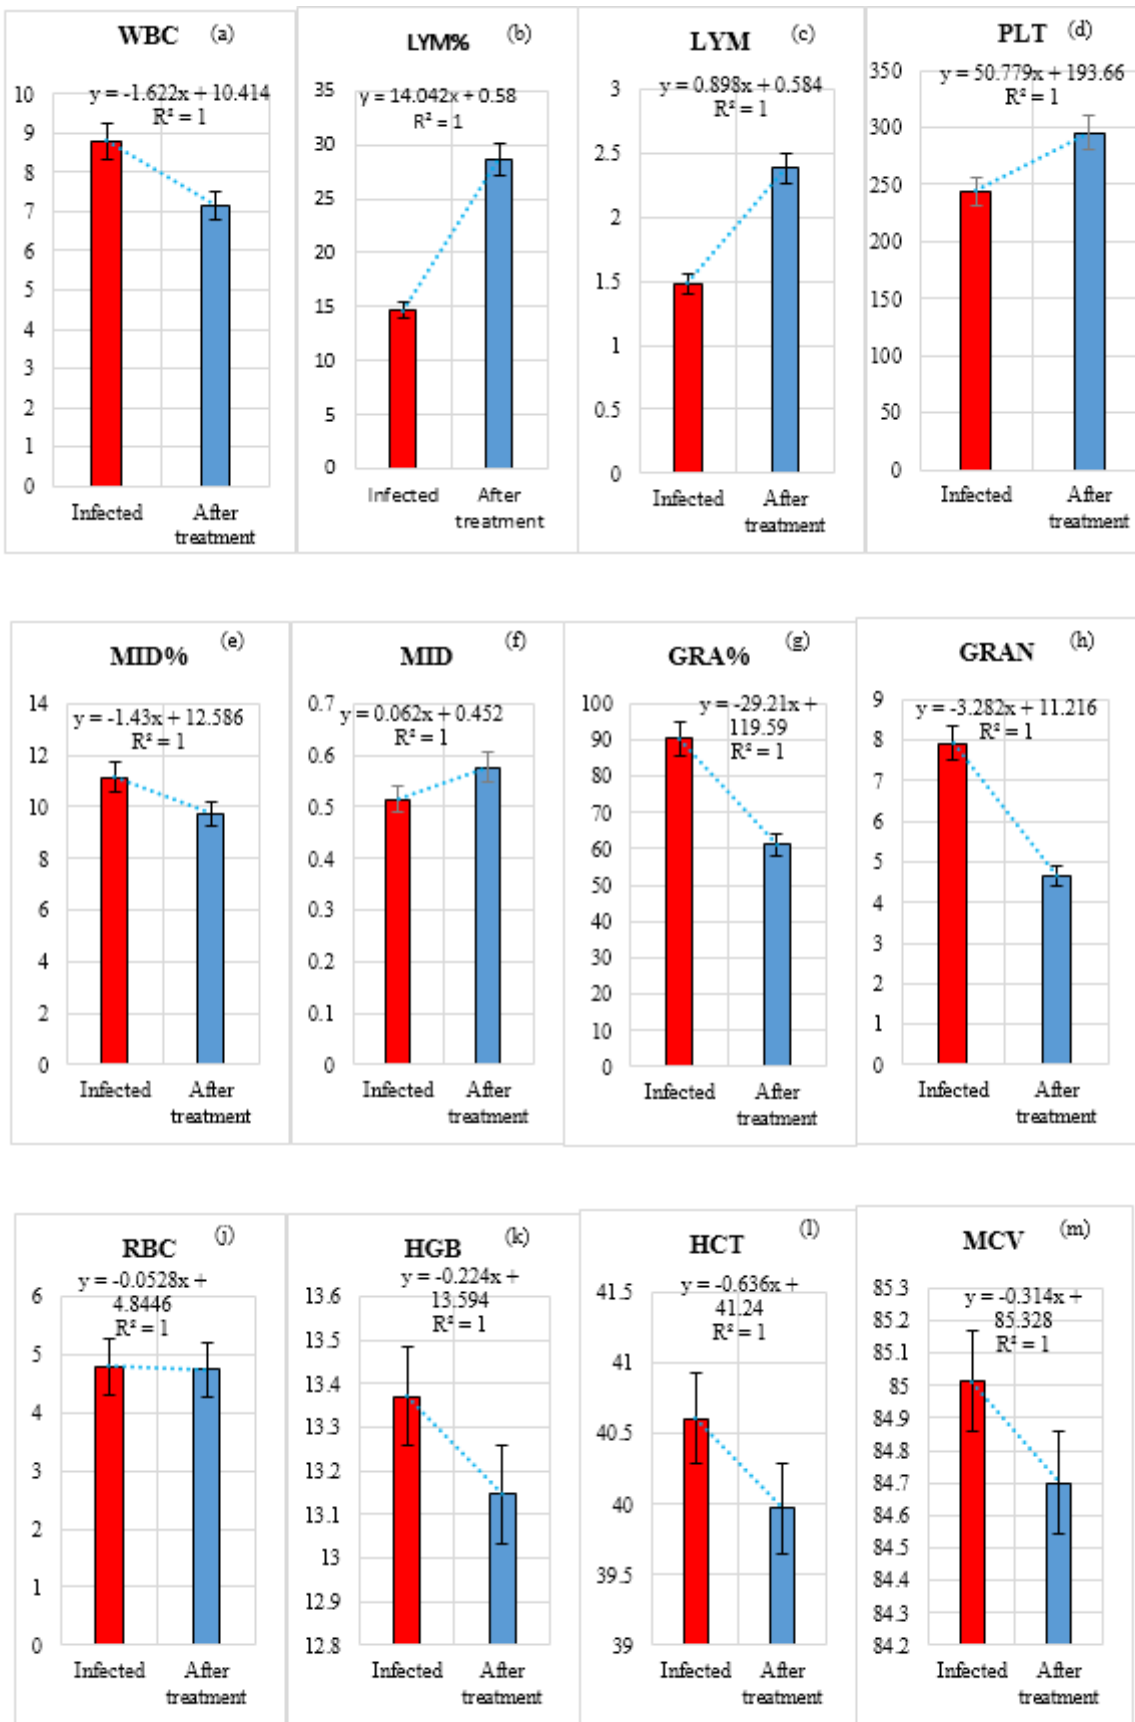 WBC (a)
y = -1.622x + 10.414
R² = 1
10
9
8
7
6
5
4
3
2
1
0
Infected
After
treatment
LYM% (b)
y = 14.042x + 0.58
R² = 1
35
30
25
20
15
10
5
0
Infected
After
treatment
LYM (c)
y = 0.898x + 0.584
R² = 1
3
2.5
2
1.5
1
0.5
0
Infected
After
treatment
PLT (d)
y = 50.779x + 193.66
R² = 1
350
300
250
200
150
100
50
0
Infected
After
treatment
MID% (e)
y = -1.43x + 12.586
R² = 1
14
12
10
8
6
4
2
0
Infected
After
treatment
MID (f)
y = 0.062x + 0.452
R² = 1
0.7
0.6
0.5
0.4
0.3
0.2
0.1
0
Infected
After
treatment
GRA% (g)
y = -29.21x +
119.59
R² = 1
100
90
80
70
60
50
40
30
20
10
0
Infected
After
treatment
GRAN (h)
y = -3.282x + 11.216
R² = 1
9
8
7
6
5
4
3
2
1
0
Infected
After
treatment
RBC (j)
y = -0.0528x +
4.8446
R² = 1
6
5
4
3
2
1
0
Infected
After
treatment
HGB (k)
y = -0.224x +
13.594
R² = 1
13.6
13.5
13.4
13.3
13.2
13.1
13
12.9
12.8
Infected
After
treatment
HCT (l)
y = -0.636x +
41.24
R² = 1
41.5
41
40.5
40
39.5
39
Infected
After
treatment
MCV (m)
y = -0.314x +
85.328
R² = 1
85.3
85.2
85.1
85
84.9
84.8
84.7
84.6
84.5
84.4
84.3
84.2
Infected
After
treatment